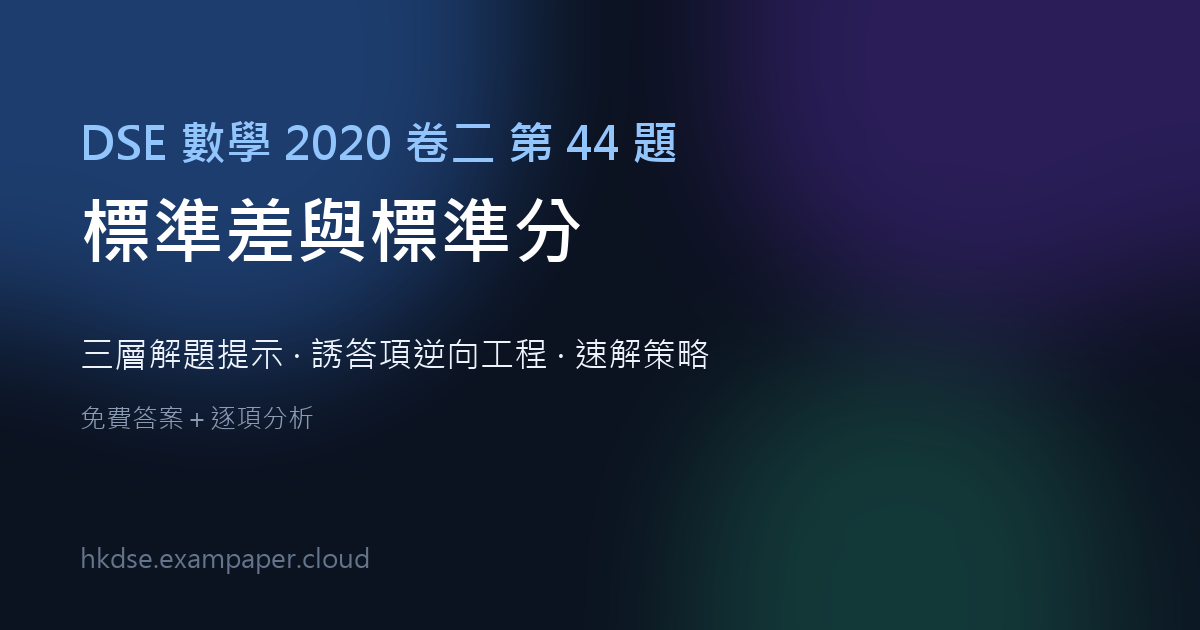 DSE 數學 2020 卷二 第 44 題
標準差與標準分
三層解題提示 · 誘答項逆向工程 · 速解策略
免費答案 + 逐項分析
hkdse.exampaper.cloud